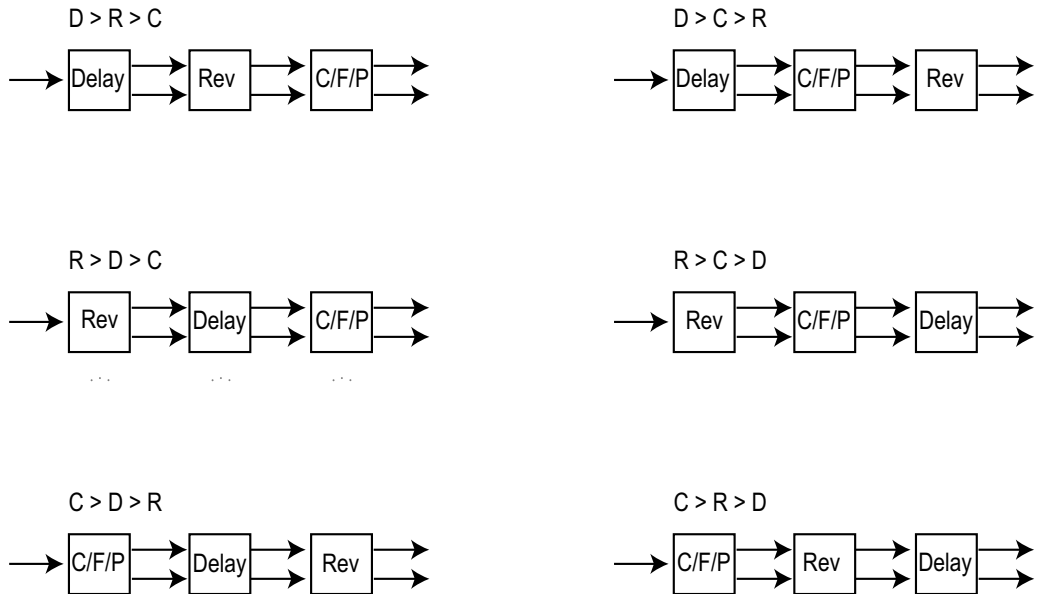 D > R > C
Delay Rev C/F/P
D > C > R
Delay C/F/P Rev
R > D > C
Rev Delay C/F/P
R > C > D
Rev C/F/P Delay
C > D > R
C/F/P Delay Rev
C > R > D
C/F/P Rev Delay